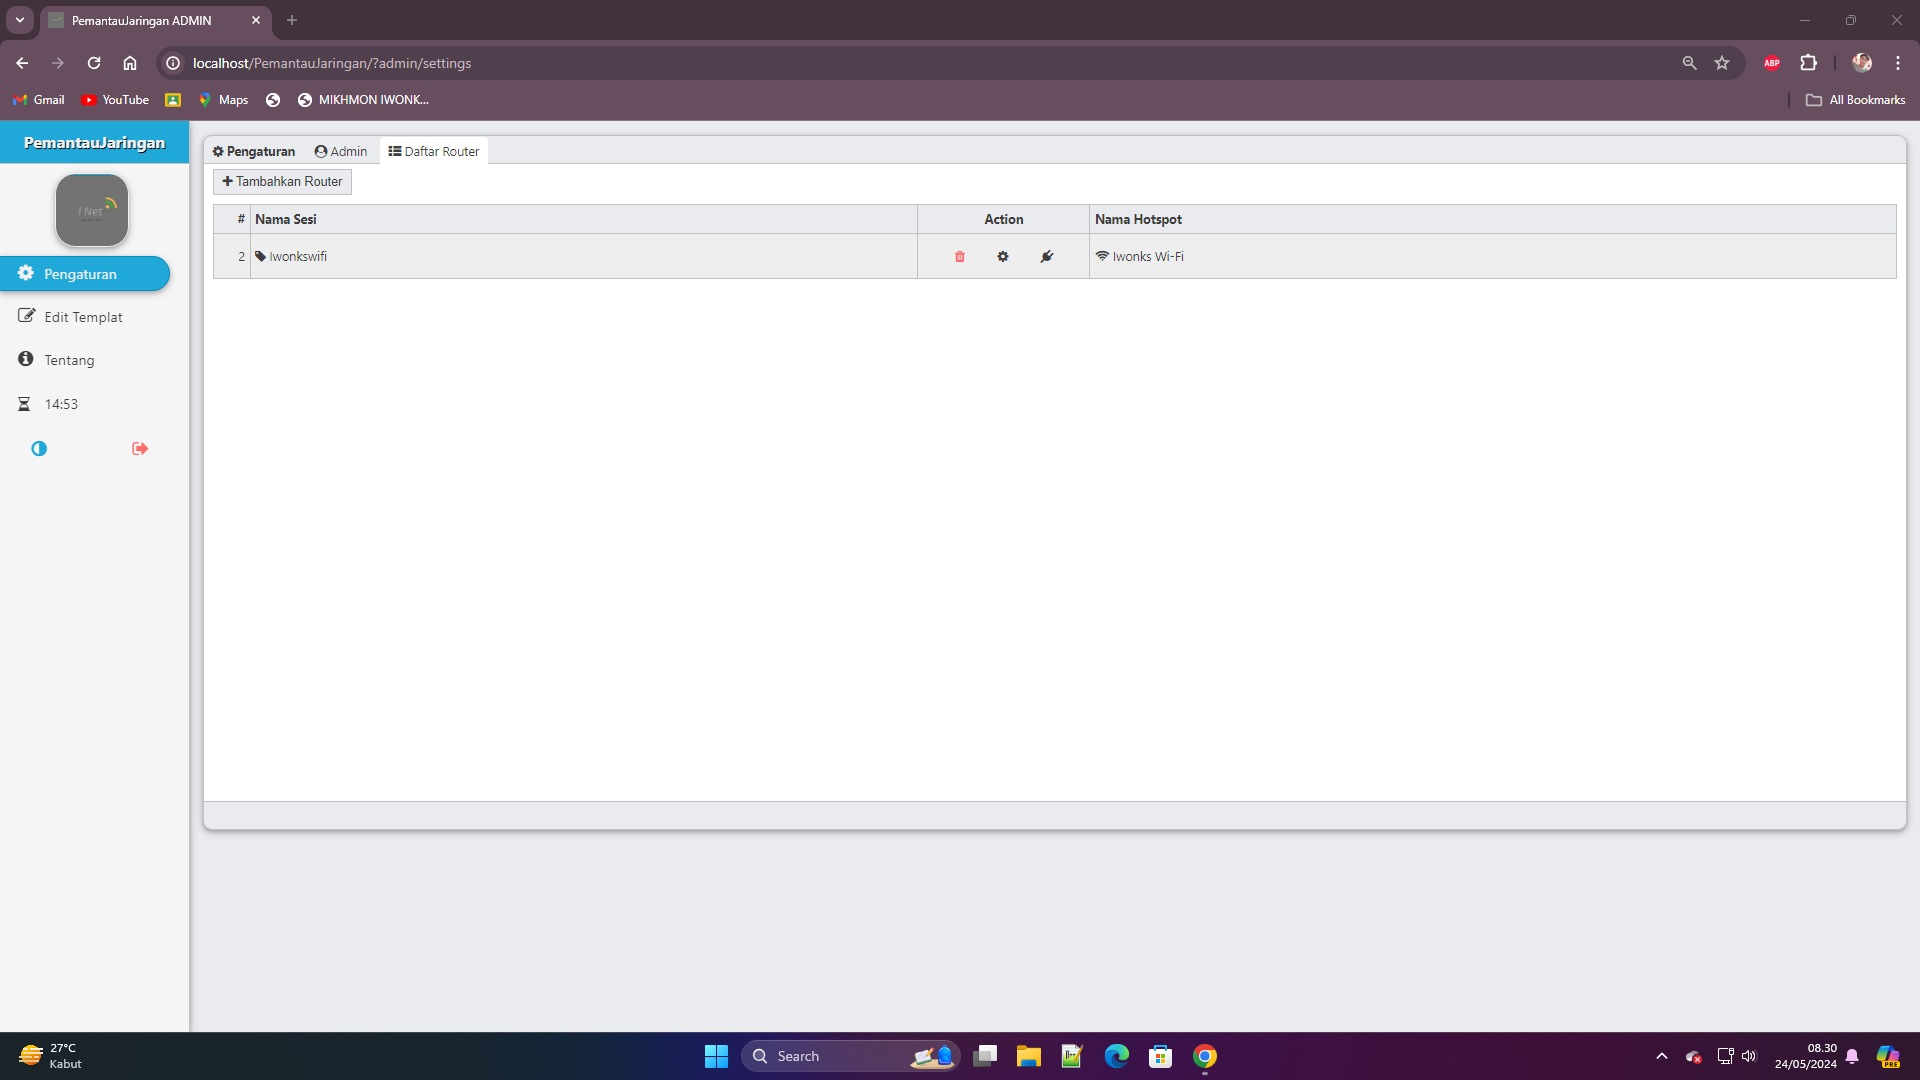 PemantauJaringan ADMIN
localhost/PemantauJaringan/?admin/settings
ABP
Gmail
YouTube
Maps
MIKHMON IWONK...
All Bookmarks
PemantauJaringan
I Net
Pengaturan
Edit Templat
Tentang
14:53
Pengaturan
Admin
Daftar Router
Tambahkan Router
# Nama Sesi Action Nama Hotspot
2 Iwonkswifi Iwonks Wi-Fi
27°C
Kabut
Search
08.30
24/05/2024
PRE